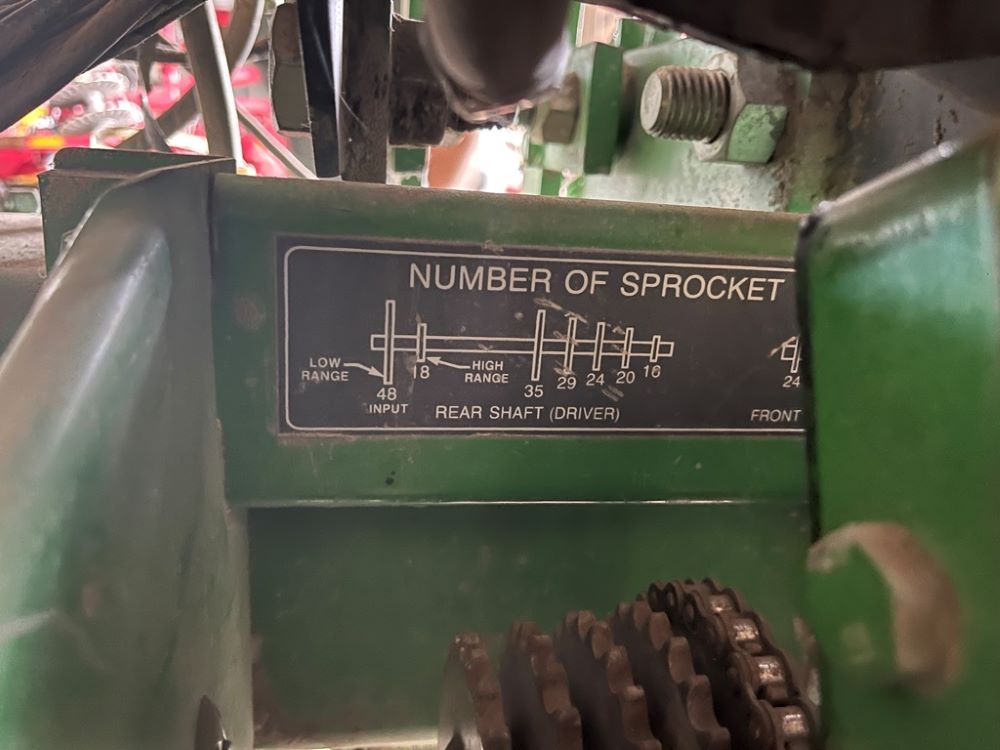 NUMBER OF SPROCKET
LOW
RANGE
18
HIGH
RANGE
48
INPUT
35
29
24
20
16
24
REAR SHAFT (DRIVER)
FRONT